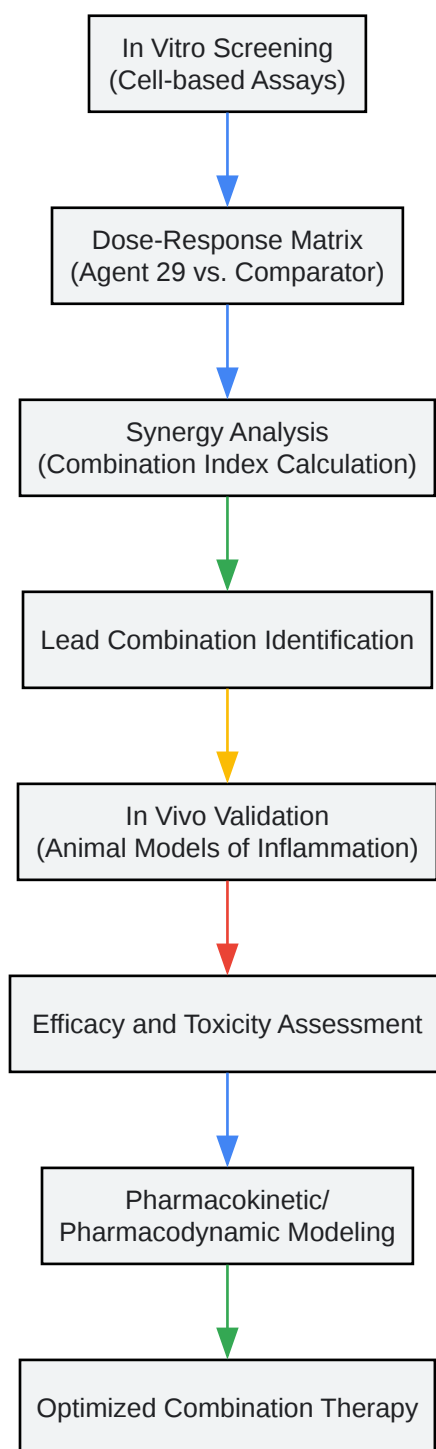 In Vitro Screening
(Cell-based Assays)
Dose-Response Matrix
(Agent 29 vs. Comparator)
Synergy Analysis
(Combination Index Calculation)
Lead Combination Identification
In Vivo Validation
(Animal Models of Inflammation)
Efficacy and Toxicity Assessment
Pharmacokinetic/
Pharmacodynamic Modeling
Optimized Combination Therapy